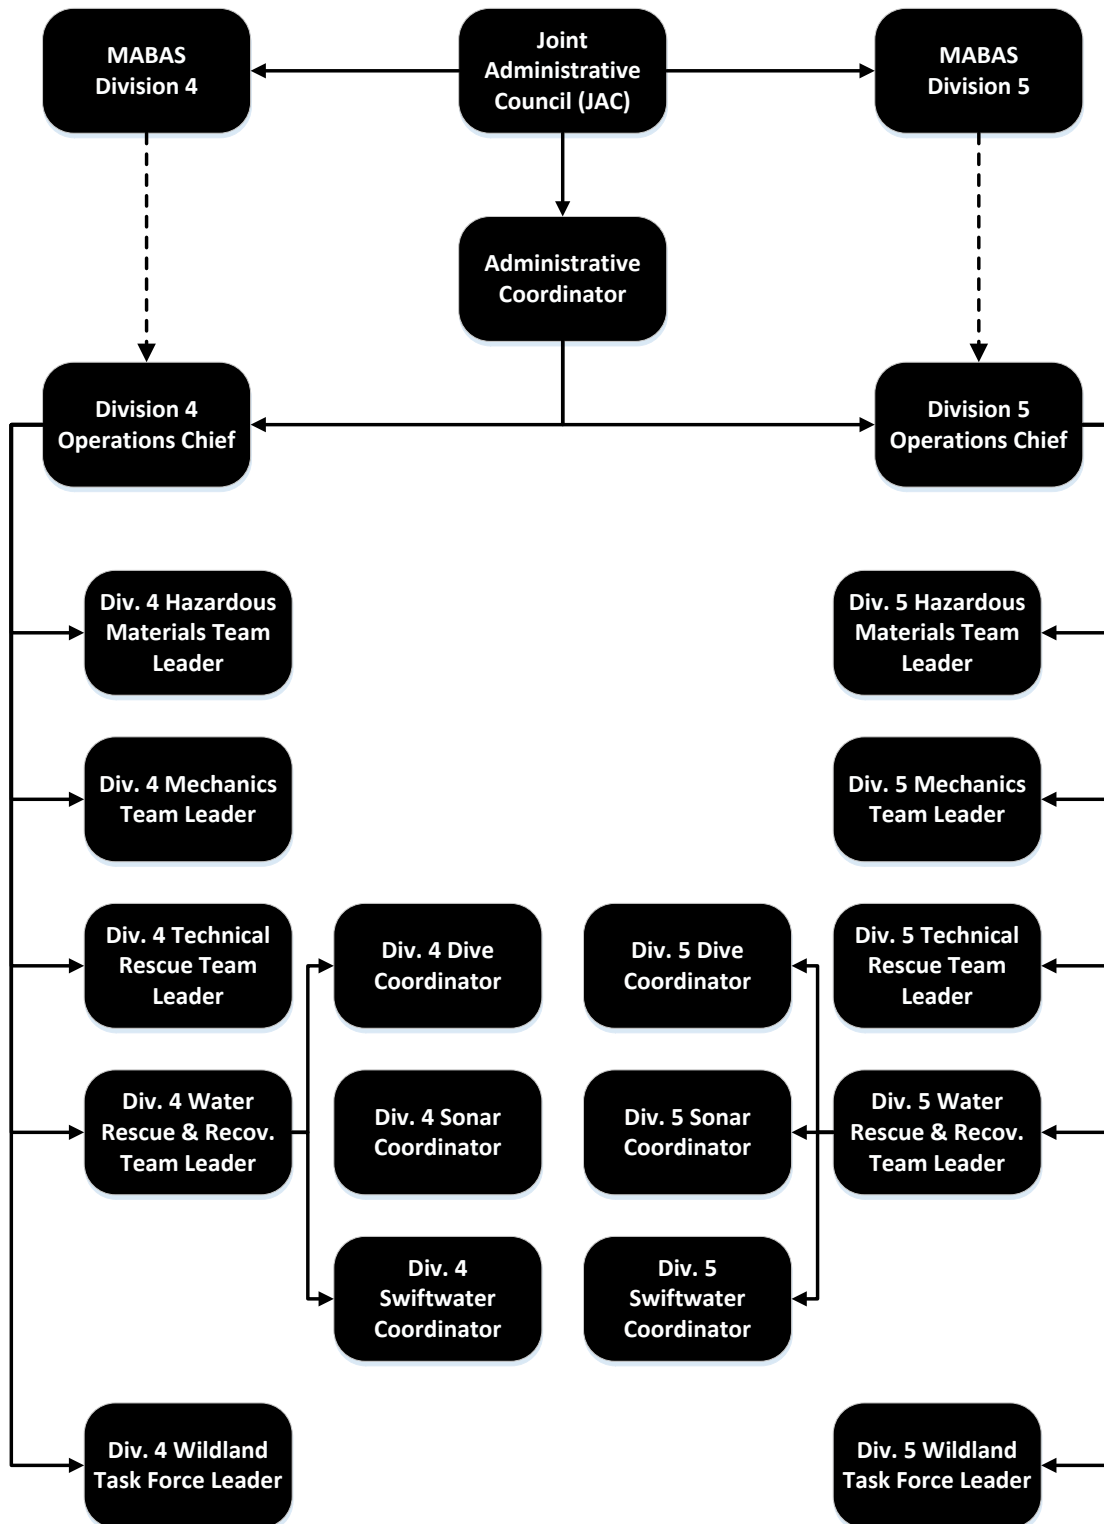 MABAS
Division 4
Joint
Administrative
Council (JAC)
MABAS
Division 5
Administrative
Coordinator
Division 4
Operations Chief
Division 5
Operations Chief
Div. 4 Hazardous
Materials Team
Leader
Div. 5 Hazardous
Materials Team
Leader
Div. 4 Mechanics
Team Leader
Div. 5 Mechanics
Team Leader
Div. 4 Technical
Rescue Team
Leader
Div. 4 Dive
Coordinator
Div. 5 Dive
Coordinator
Div. 5 Technical
Rescue Team
Leader
Div. 4 Water
Rescue & Recov.
Team Leader
Div. 4 Sonar
Coordinator
Div. 5 Sonar
Coordinator
Div. 5 Water
Rescue & Recov.
Team Leader
Div. 4
Swiftwater
Coordinator
Div. 5
Swiftwater
Coordinator
Div. 4 Wildland
Task Force Leader
Div. 5 Wildland
Task Force Leader